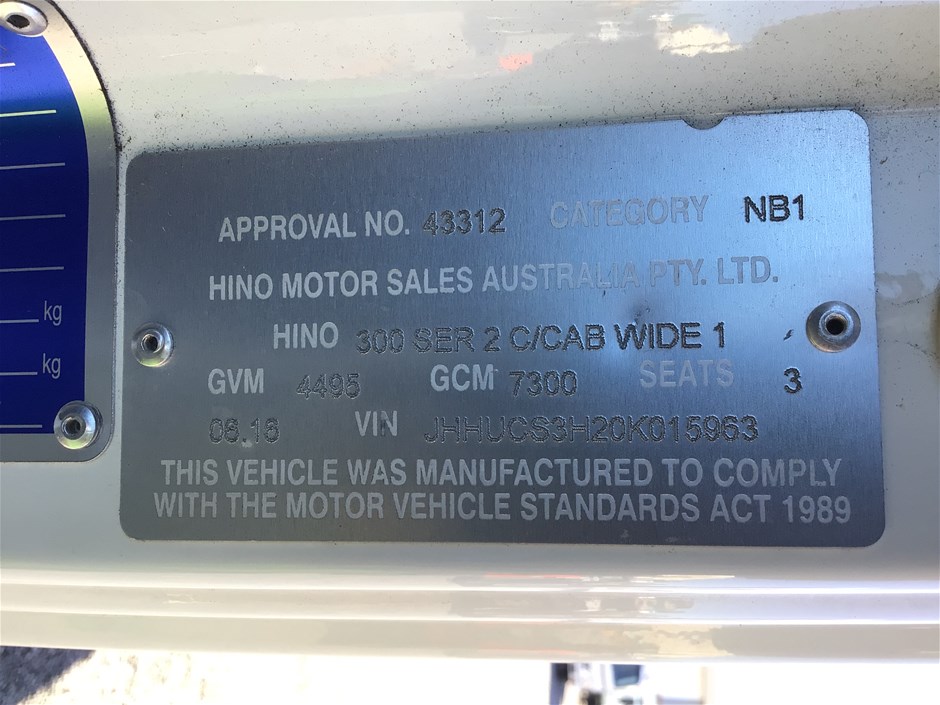 kg
kg
APPROVAL NO. 43312 CATEGORY NB1
HINO MOTOR SALES AUSTRALIA PTY. LTD.
HINO 300 SER 2 C/CAB WIDE 1
GVM 4495 GCM 7300 SEATS 3
VIN JHHUCS3H20K015963
THIS VEHICLE WAS MANUFACTURED TO COMPLY
WITH THE MOTOR VEHICLE STANDARDS ACT 1989